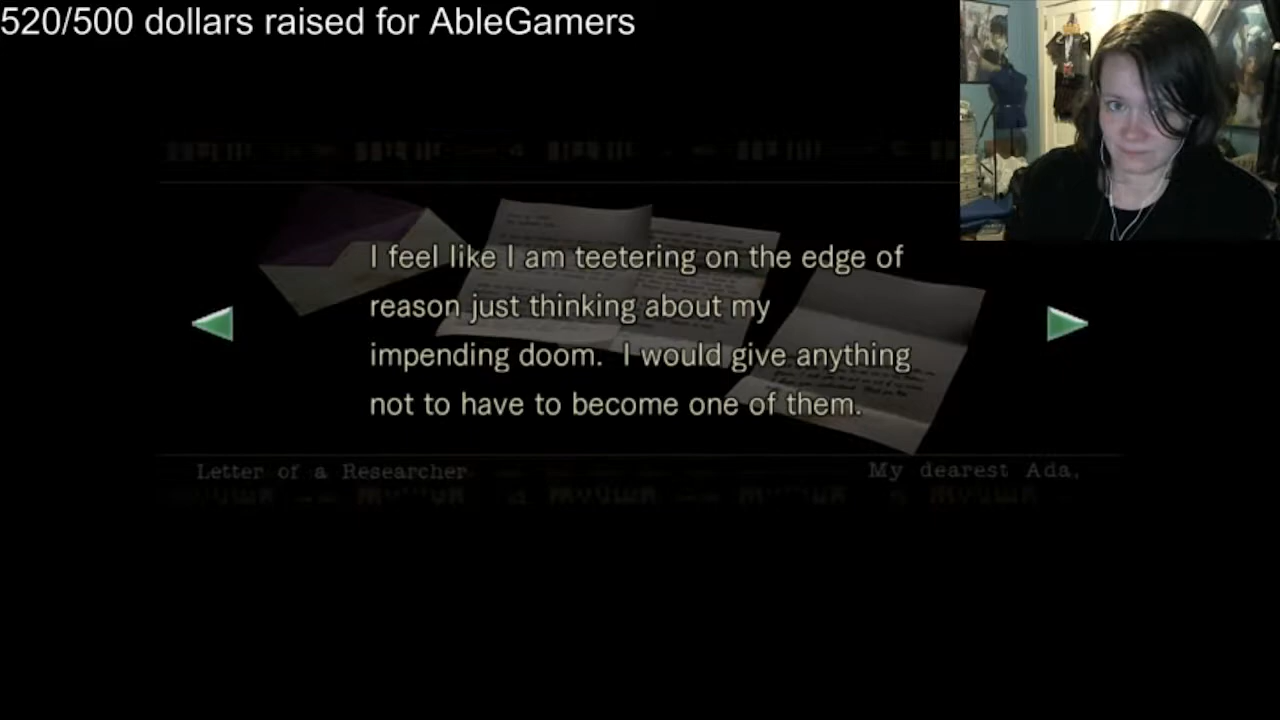 520/500 dollars raised for AbleGamers
I feel like I am teetering on the edge of
reason just thinking about my
impending doom. I would give anything
not to have to become one of them.
Letter of a Researcher
My dearest Ada,